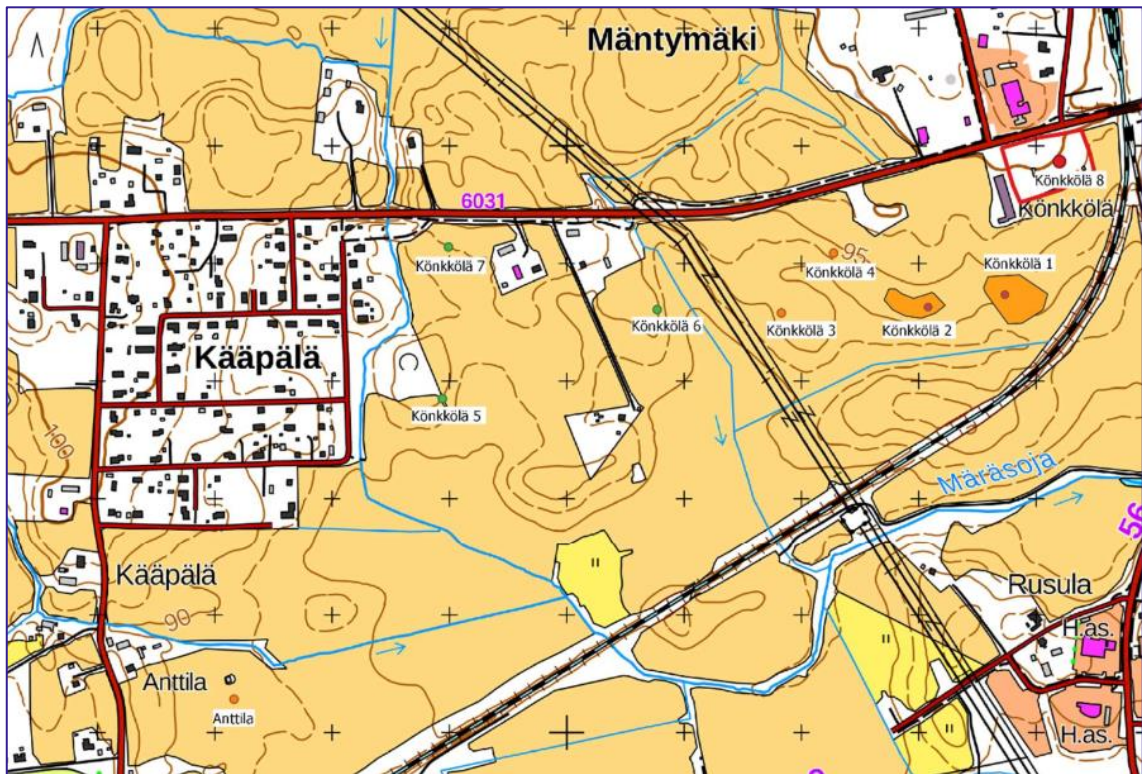 Mäntymäki
6031
Könkkölä 8
Könkkölä
Könkkölä 7
95
Könkkölä 4
Könkkölä 1
Könkkölä 6
Könkkölä 3
Könkkölä 2
Kääpälä
Könkkölä 5
100
Märäsoja
56
Kääpälä
Rusula
90
H.as.
Anttila
Anttila
H.as.